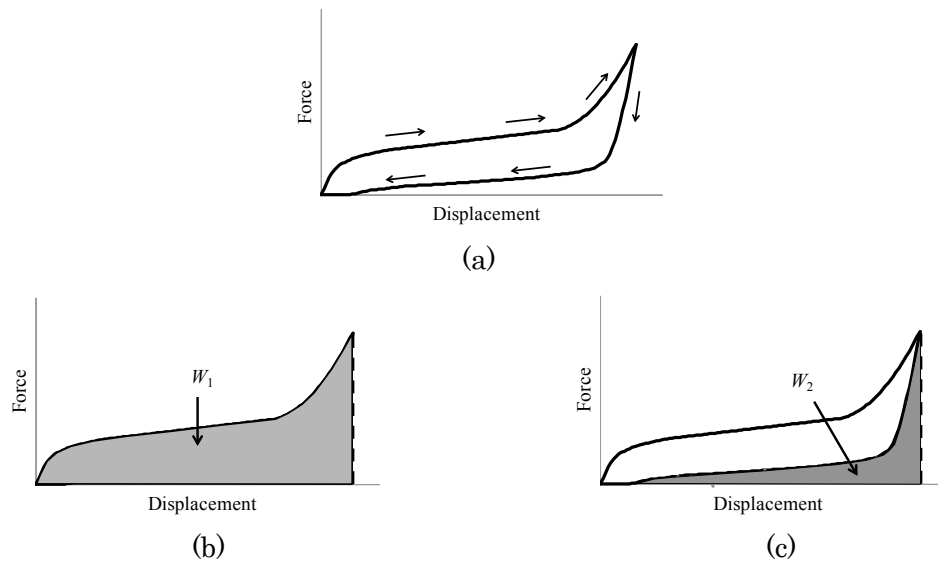 Force
Displacement
(a)
Force
W1
Displacement
(b)
Force
W2
Displacement
(c)